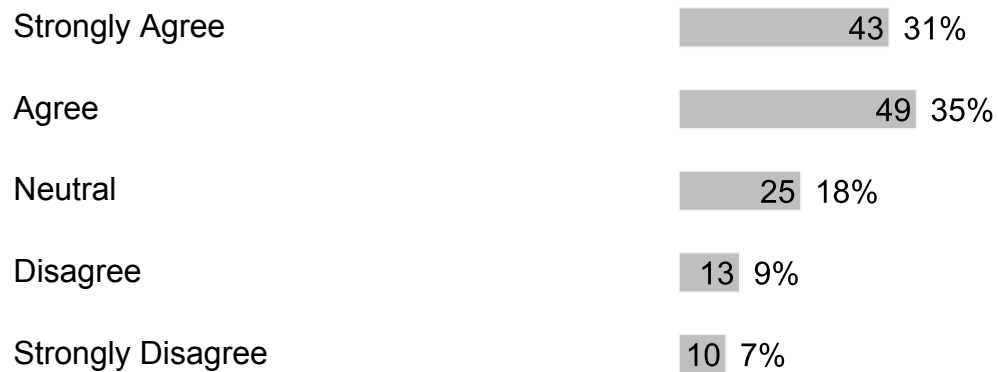 Strongly Agree 43 31%
Agree 49 35%
Neutral 25 18%
Disagree 13 9%
Strongly Disagree 10 7%